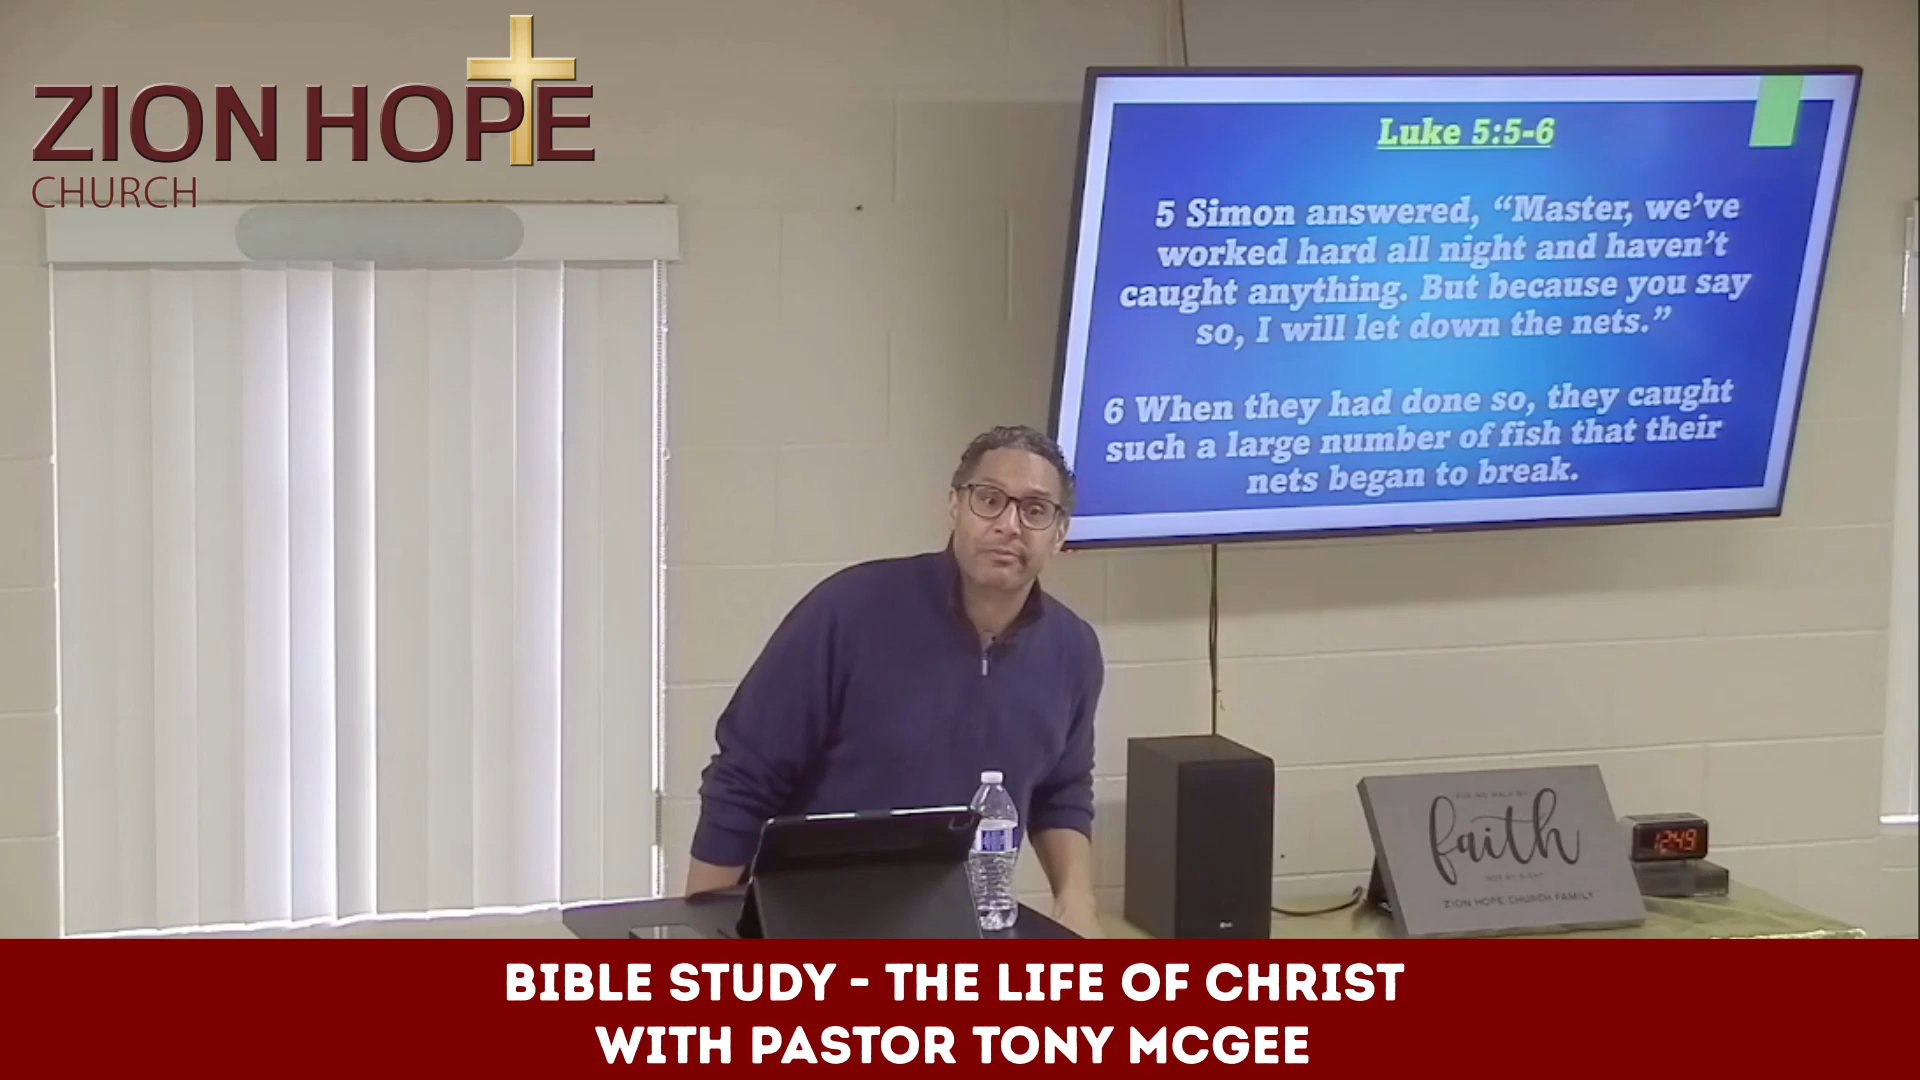 ZION HOPE
CHURCH
Luke 5:5-6
5 Simon answered, “Master, we’ve
worked hard all night and haven’t
caught anything. But because you say
so, I will let down the nets.”
6 When they had done so, they caught
such a large number of fish that their
nets began to break.
faith
NOT BY SIGHT
ZION HOPE CHURCH FAMILY
12:49
BIBLE STUDY - THE LIFE OF CHRIST
WITH PASTOR TONY MCGEE